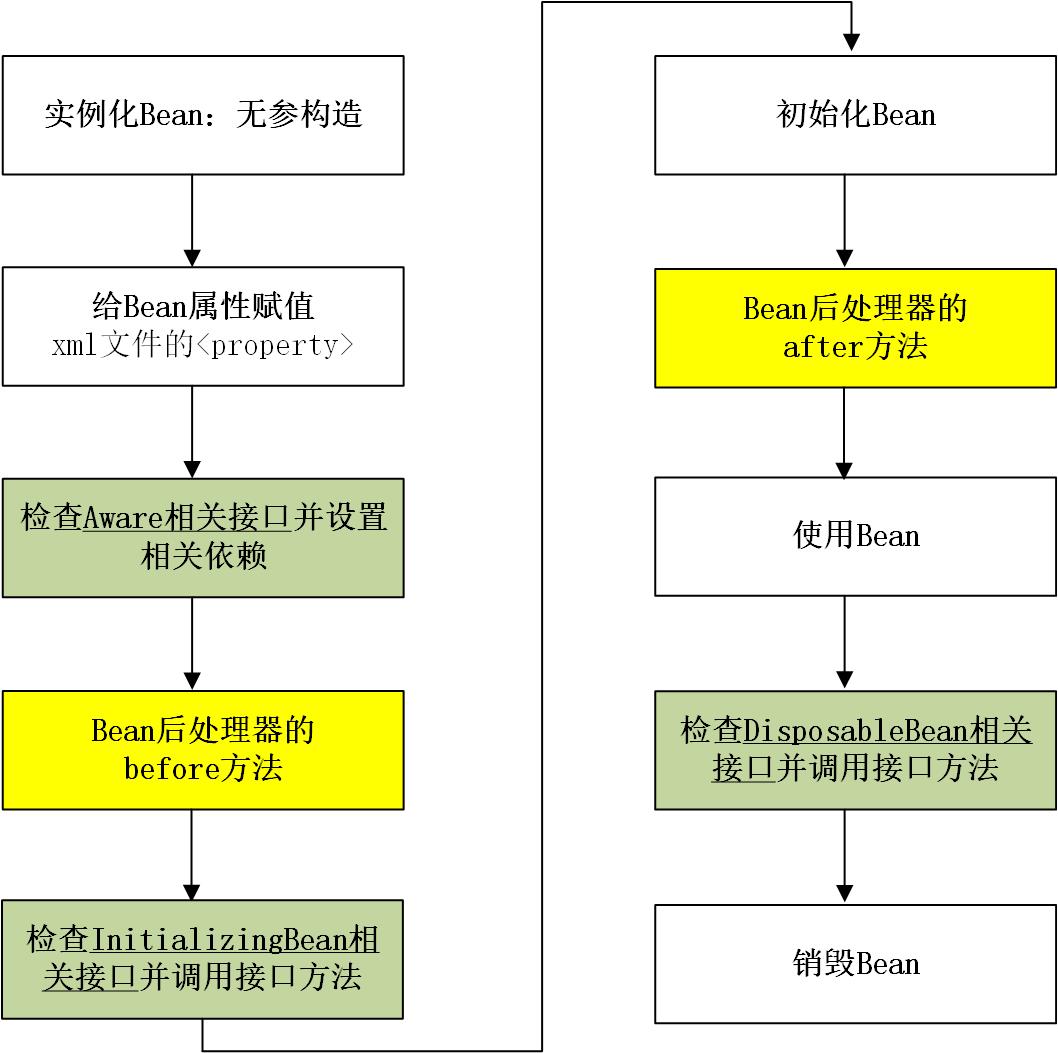 实例化Bean：无参构造
给Bean属性赋值
xml文件的<property>
检查Aware相关接口并设置
相关依赖
Bean后处理器的
before方法
检查InitializingBean相
关接口并调用接口方法
初始化Bean
Bean后处理器的
after方法
使用Bean
检查DisposableBean相关
接口并调用接口方法
销毁Bean